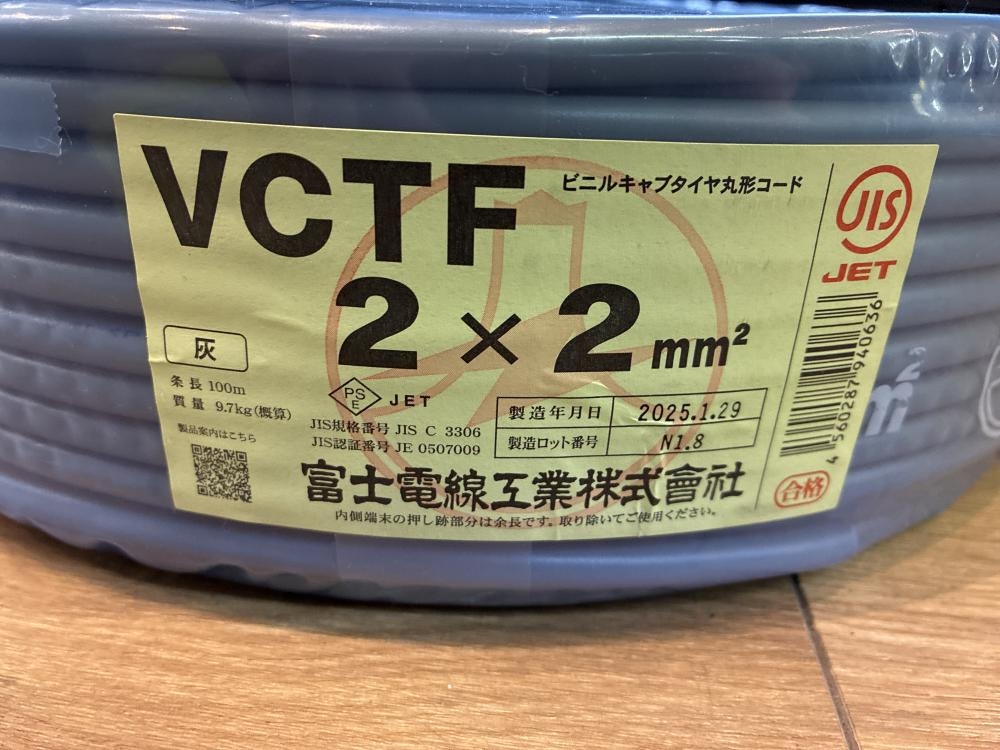 VCTF
ビニルキャブタイヤ丸形コード
2×2mm²
灰
条長100m
質量 9.7kg(概算)
製品案内はこちら
PS
E
JET
JIS規格番号 JIS C 3306
JIS認証番号 JE 0507009
製造年月日 2025.1.29
製造ロット番号 N1.8
富士電線工業株式會社
内側端末の押し跡部分は余長です。取り除いてご使用ください。
JIS
JET
4560287940636
合格